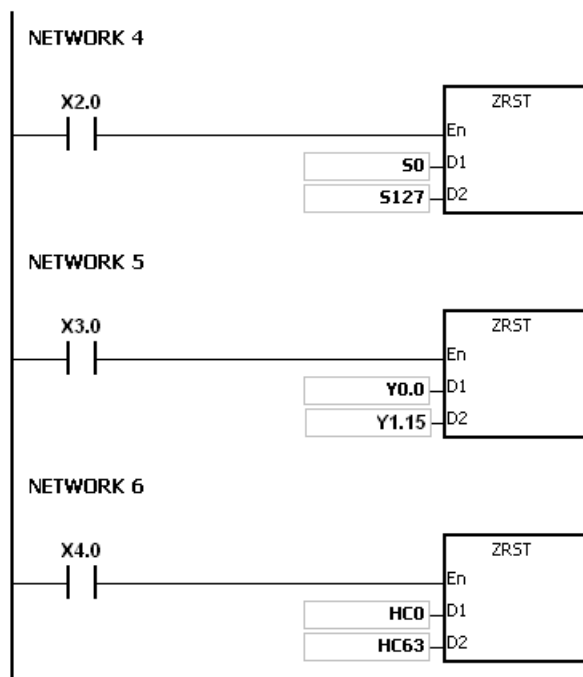 NETWORK 4
X2.0
ZRST
En
S0 D1
S127 D2
NETWORK 5
X3.0
ZRST
En
Y0.0 D1
Y1.15 D2
NETWORK 6
X4.0
ZRST
En
HC0 D1
HC63 D2